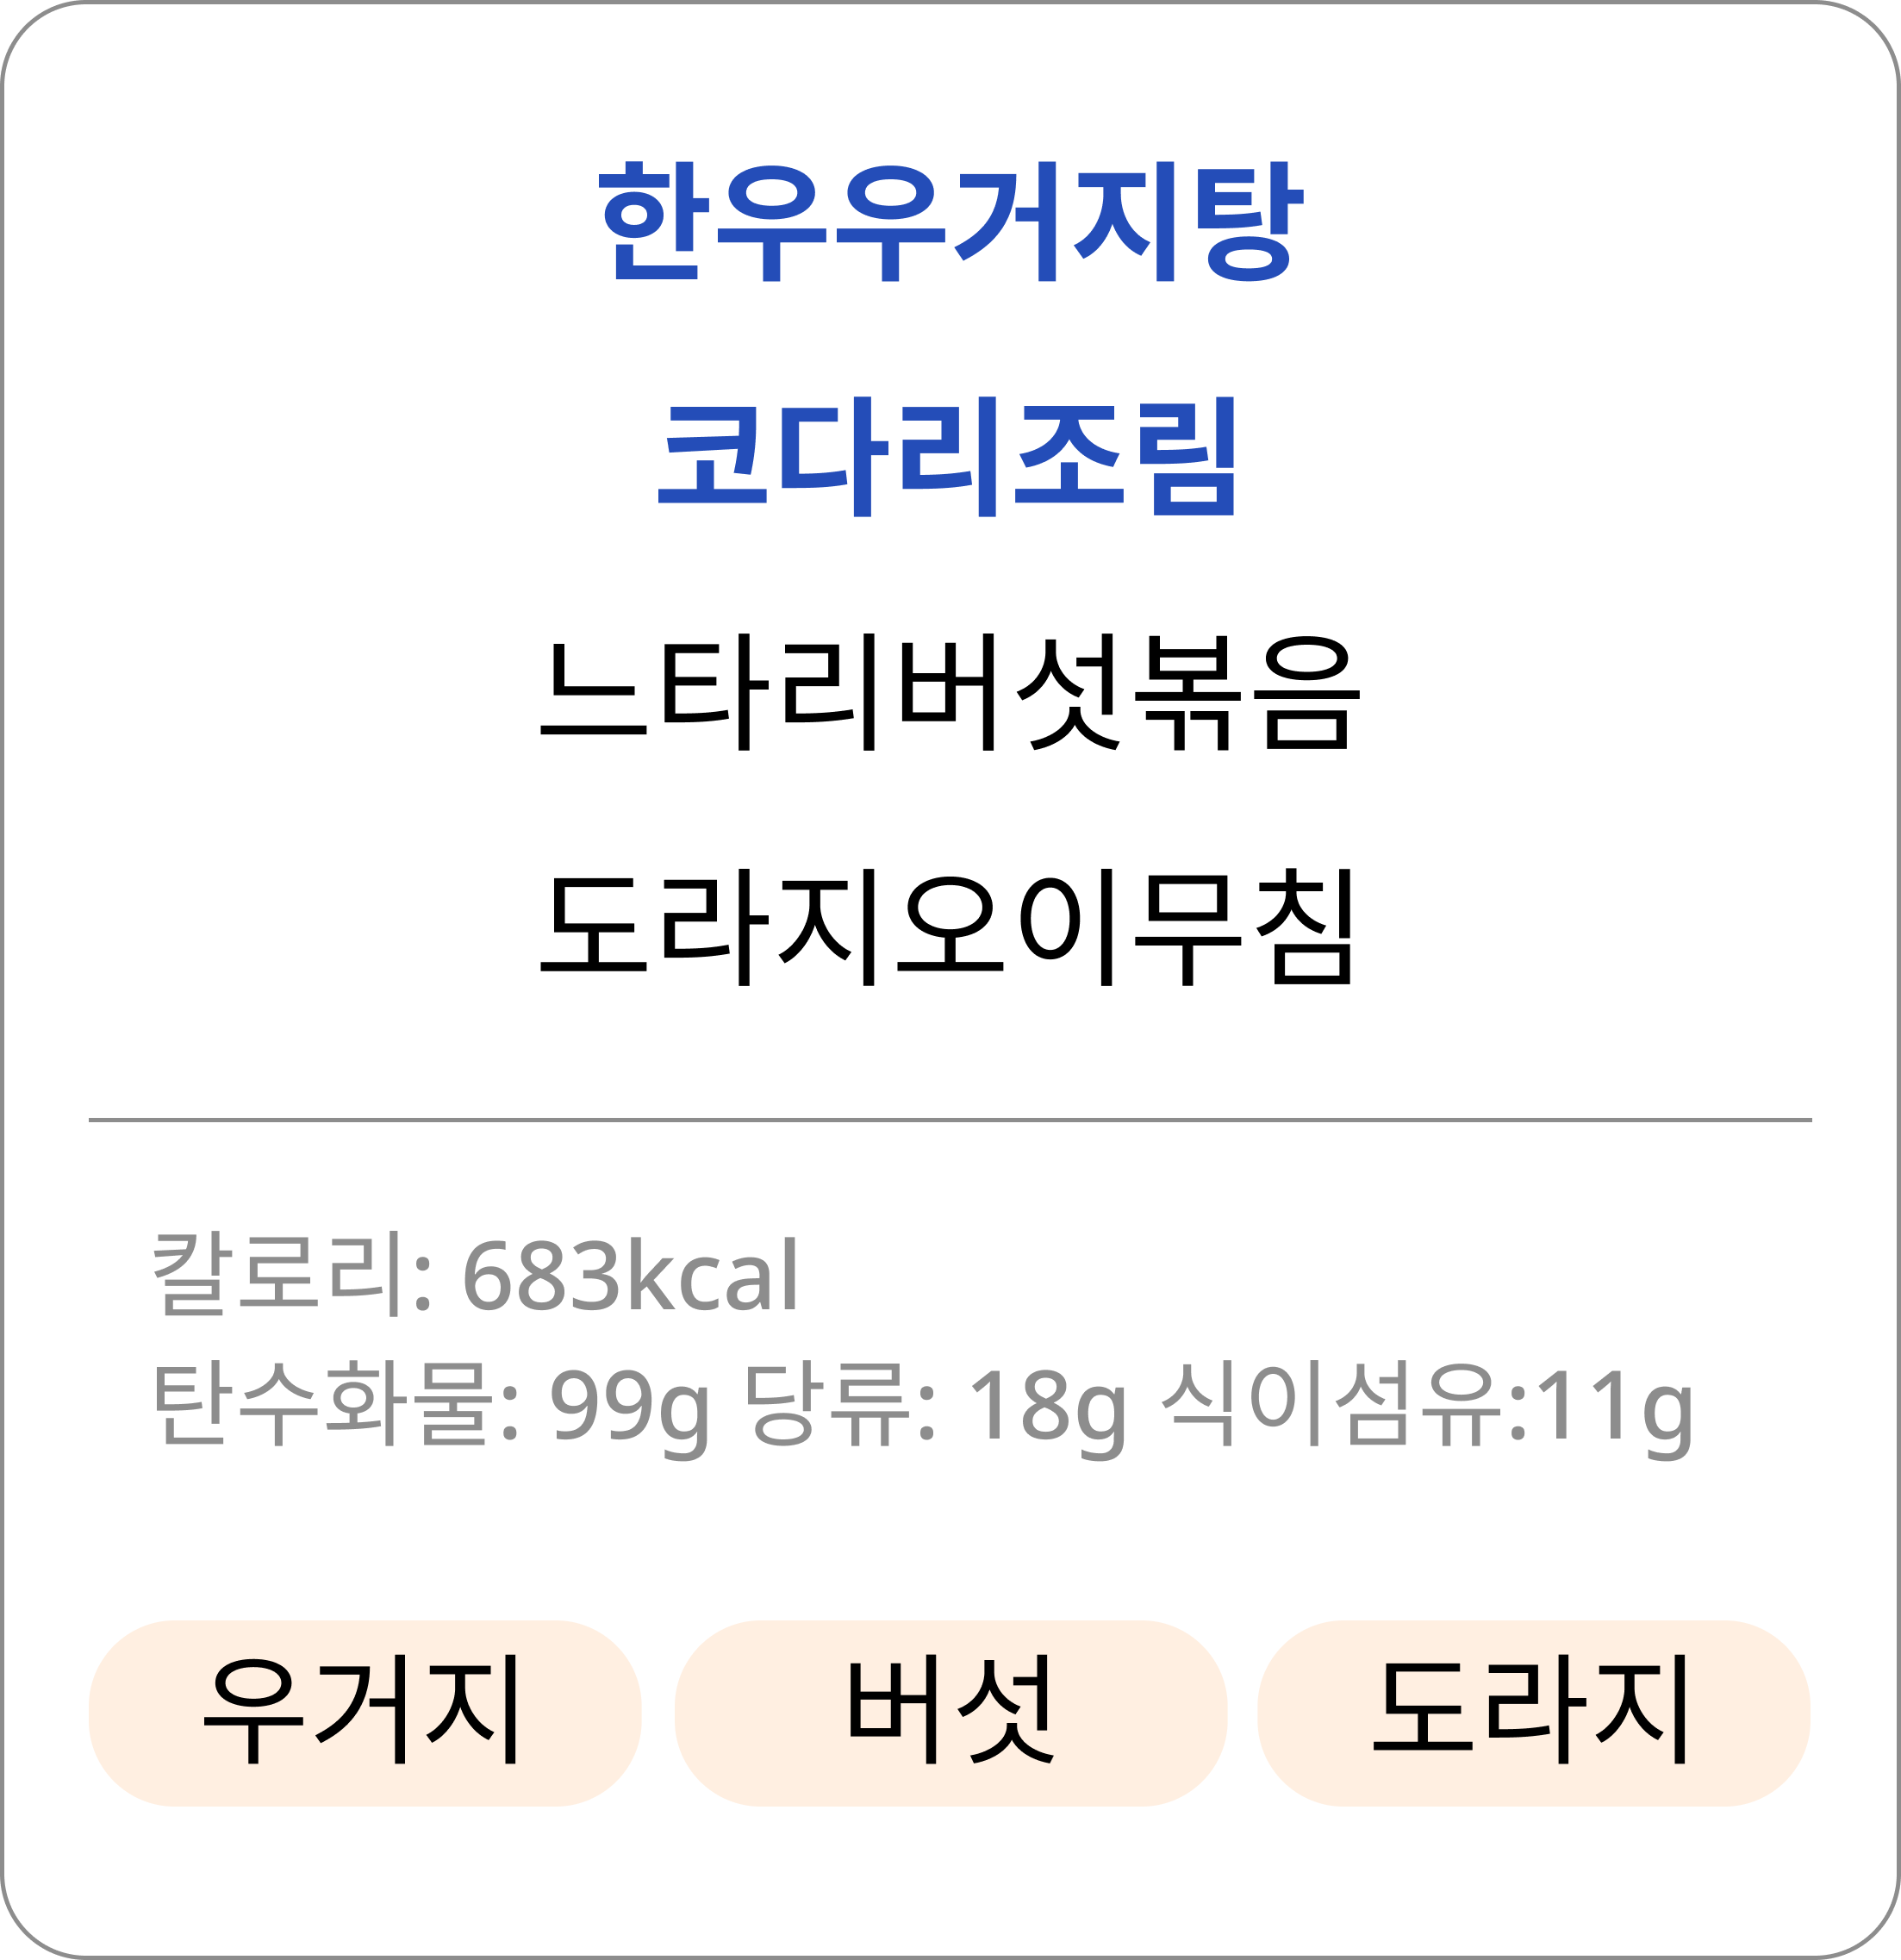 한우우거지탕
코다리조림
느타리버섯볶음
도라지오이무침
칼로리: 683kcal
탄수화물: 99g 단류: 18g 식이섬유:11g
우거지 버섯 도라지